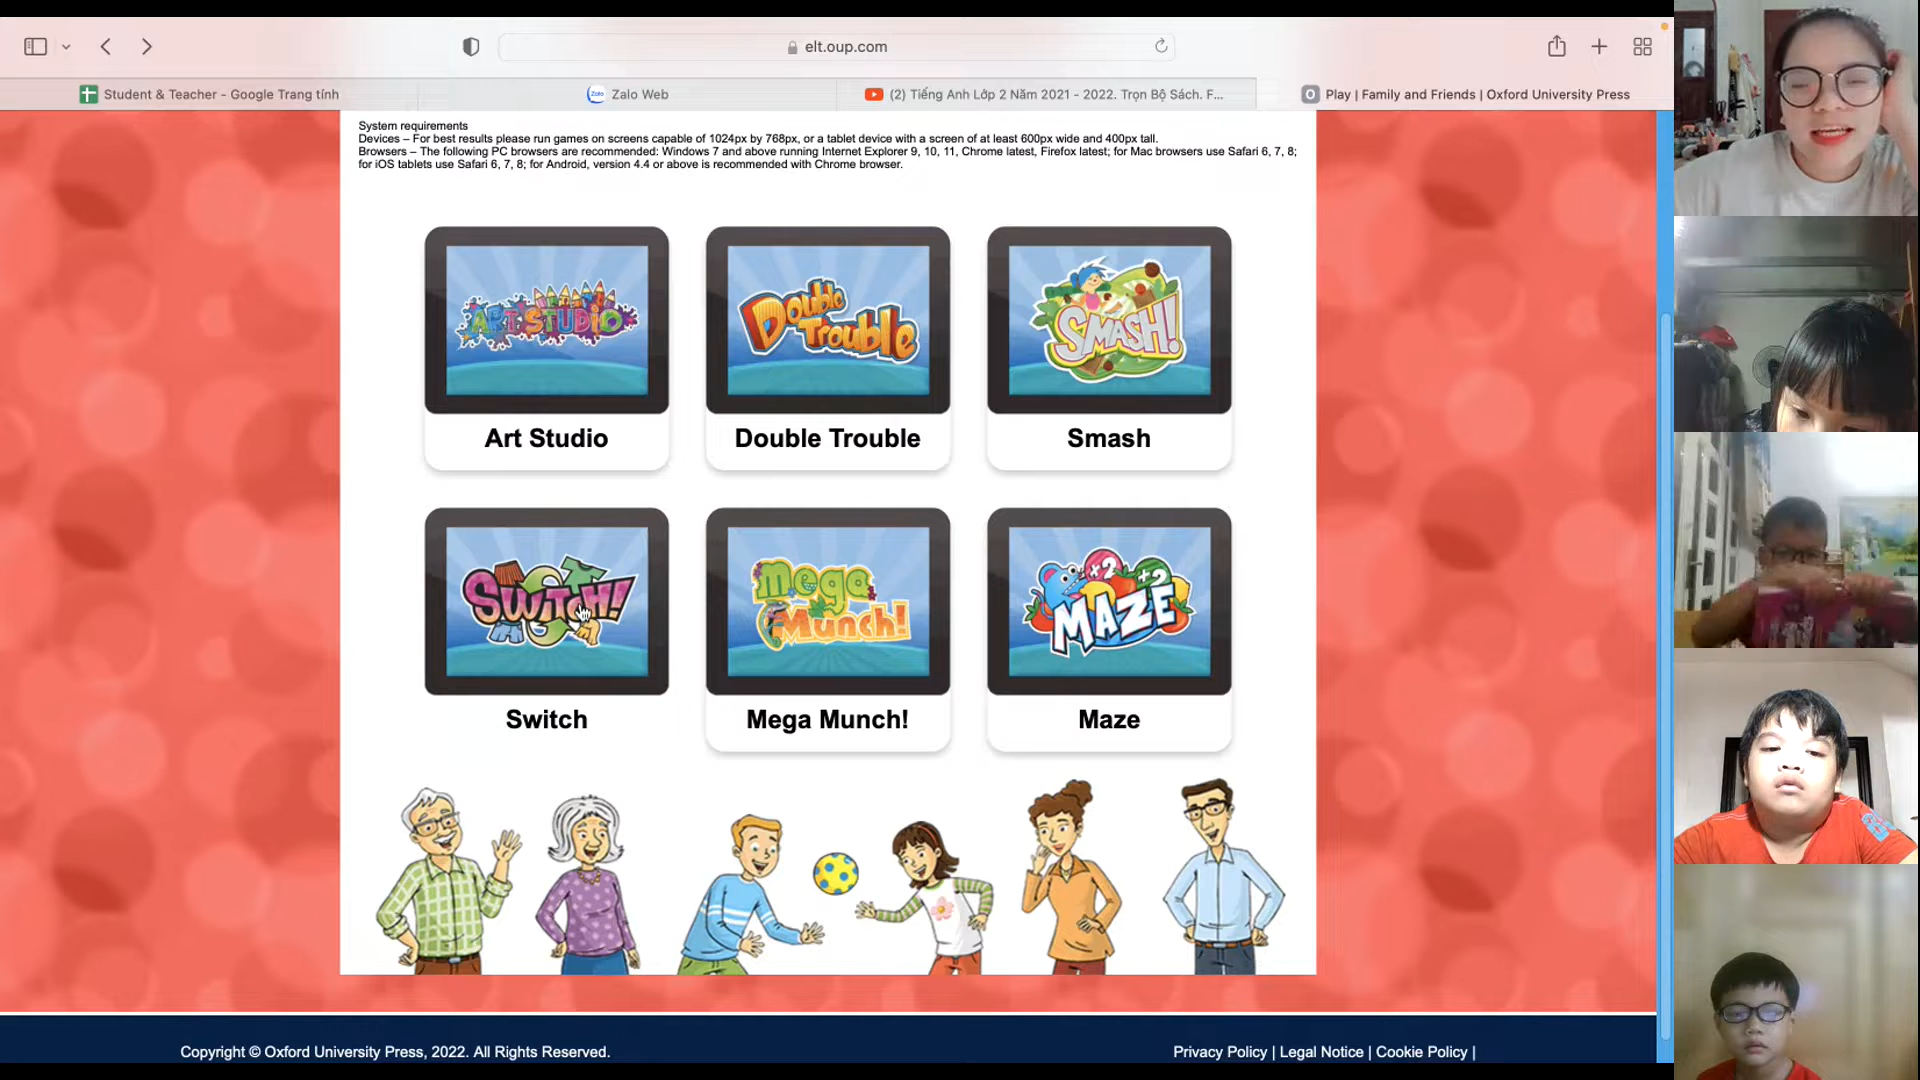 elt.oup.com
Student & Teacher - Google Trang tính
Zalo Web
(2) Tiếng Anh Lớp 2 Năm 2021 - 2022. Trọn Bộ Sách. F...
Play | Family and Friends | Oxford University Press
System requirements
Devices – For best results please run games on screens capable of 1024px by 768px, or a tablet device with a screen of at least 600px wide and 400px tall.
Browsers – The following PC browsers are recommended: Windows 7 and above running Internet Explorer 9, 10, 11, Chrome latest, Firefox latest; for Mac browsers use Safari 6, 7, 8;
for iOS tablets use Safari 6, 7, 8; for Android, version 4.4 or above is recommended with Chrome browser.
ART STUDIO
Double
Trouble
SMASH!
Art Studio
Double Trouble
Smash
SWITCH!
Mega
Munch!
+2
+2
MAZE
Switch
Mega Munch!
Maze
Copyright © Oxford University Press, 2022. All Rights Reserved.
Privacy Policy | Legal Notice | Cookie Policy |